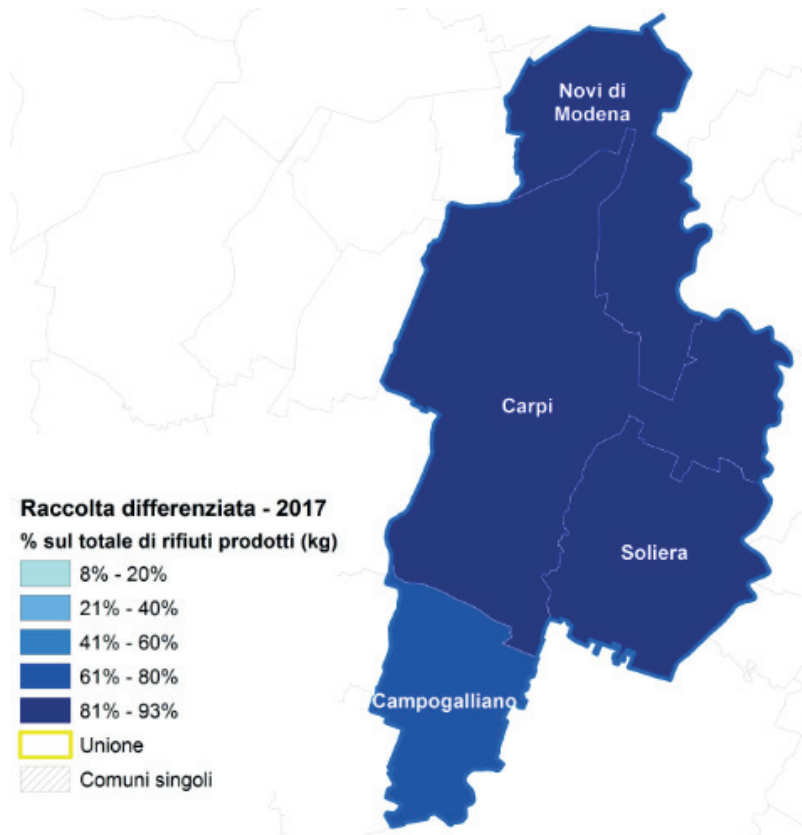 Novi di
Modena
Carpi
Soliera
Campogalliano
Raccolta differenziata - 2017
% sul totale di rifiuti prodotti (kg)
8% - 20%
21% - 40%
41% - 60%
61% - 80%
81% - 93%
Unione
Comuni singoli